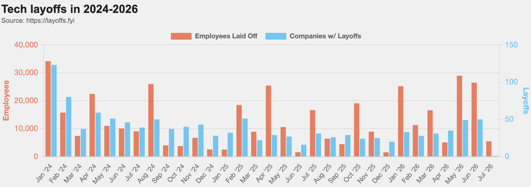 Tech layoffs in 2024-2026
Source: https://layoffs.fyi
Employees Laid Off
Companies w/ Layoffs
40,000
30,000
20,000
10,000
0
Employees
150
100
50
0
Layoffs
Jan '24
Feb '24
Mar '24
Apr '24
May '24
Jun '24
Jul '24
Aug '24
Sep '24
Oct '24
Nov '24
Dec '24
Jan '25
Feb '25
Mar '25
Apr '25
May '25
Jun '25
Jul '25
Aug '25
Sep '25
Oct '25
Nov '25
Dec '25
Jan '26
Feb '26
Mar '26
Apr '26
May '26
Jun '26
Jul '26